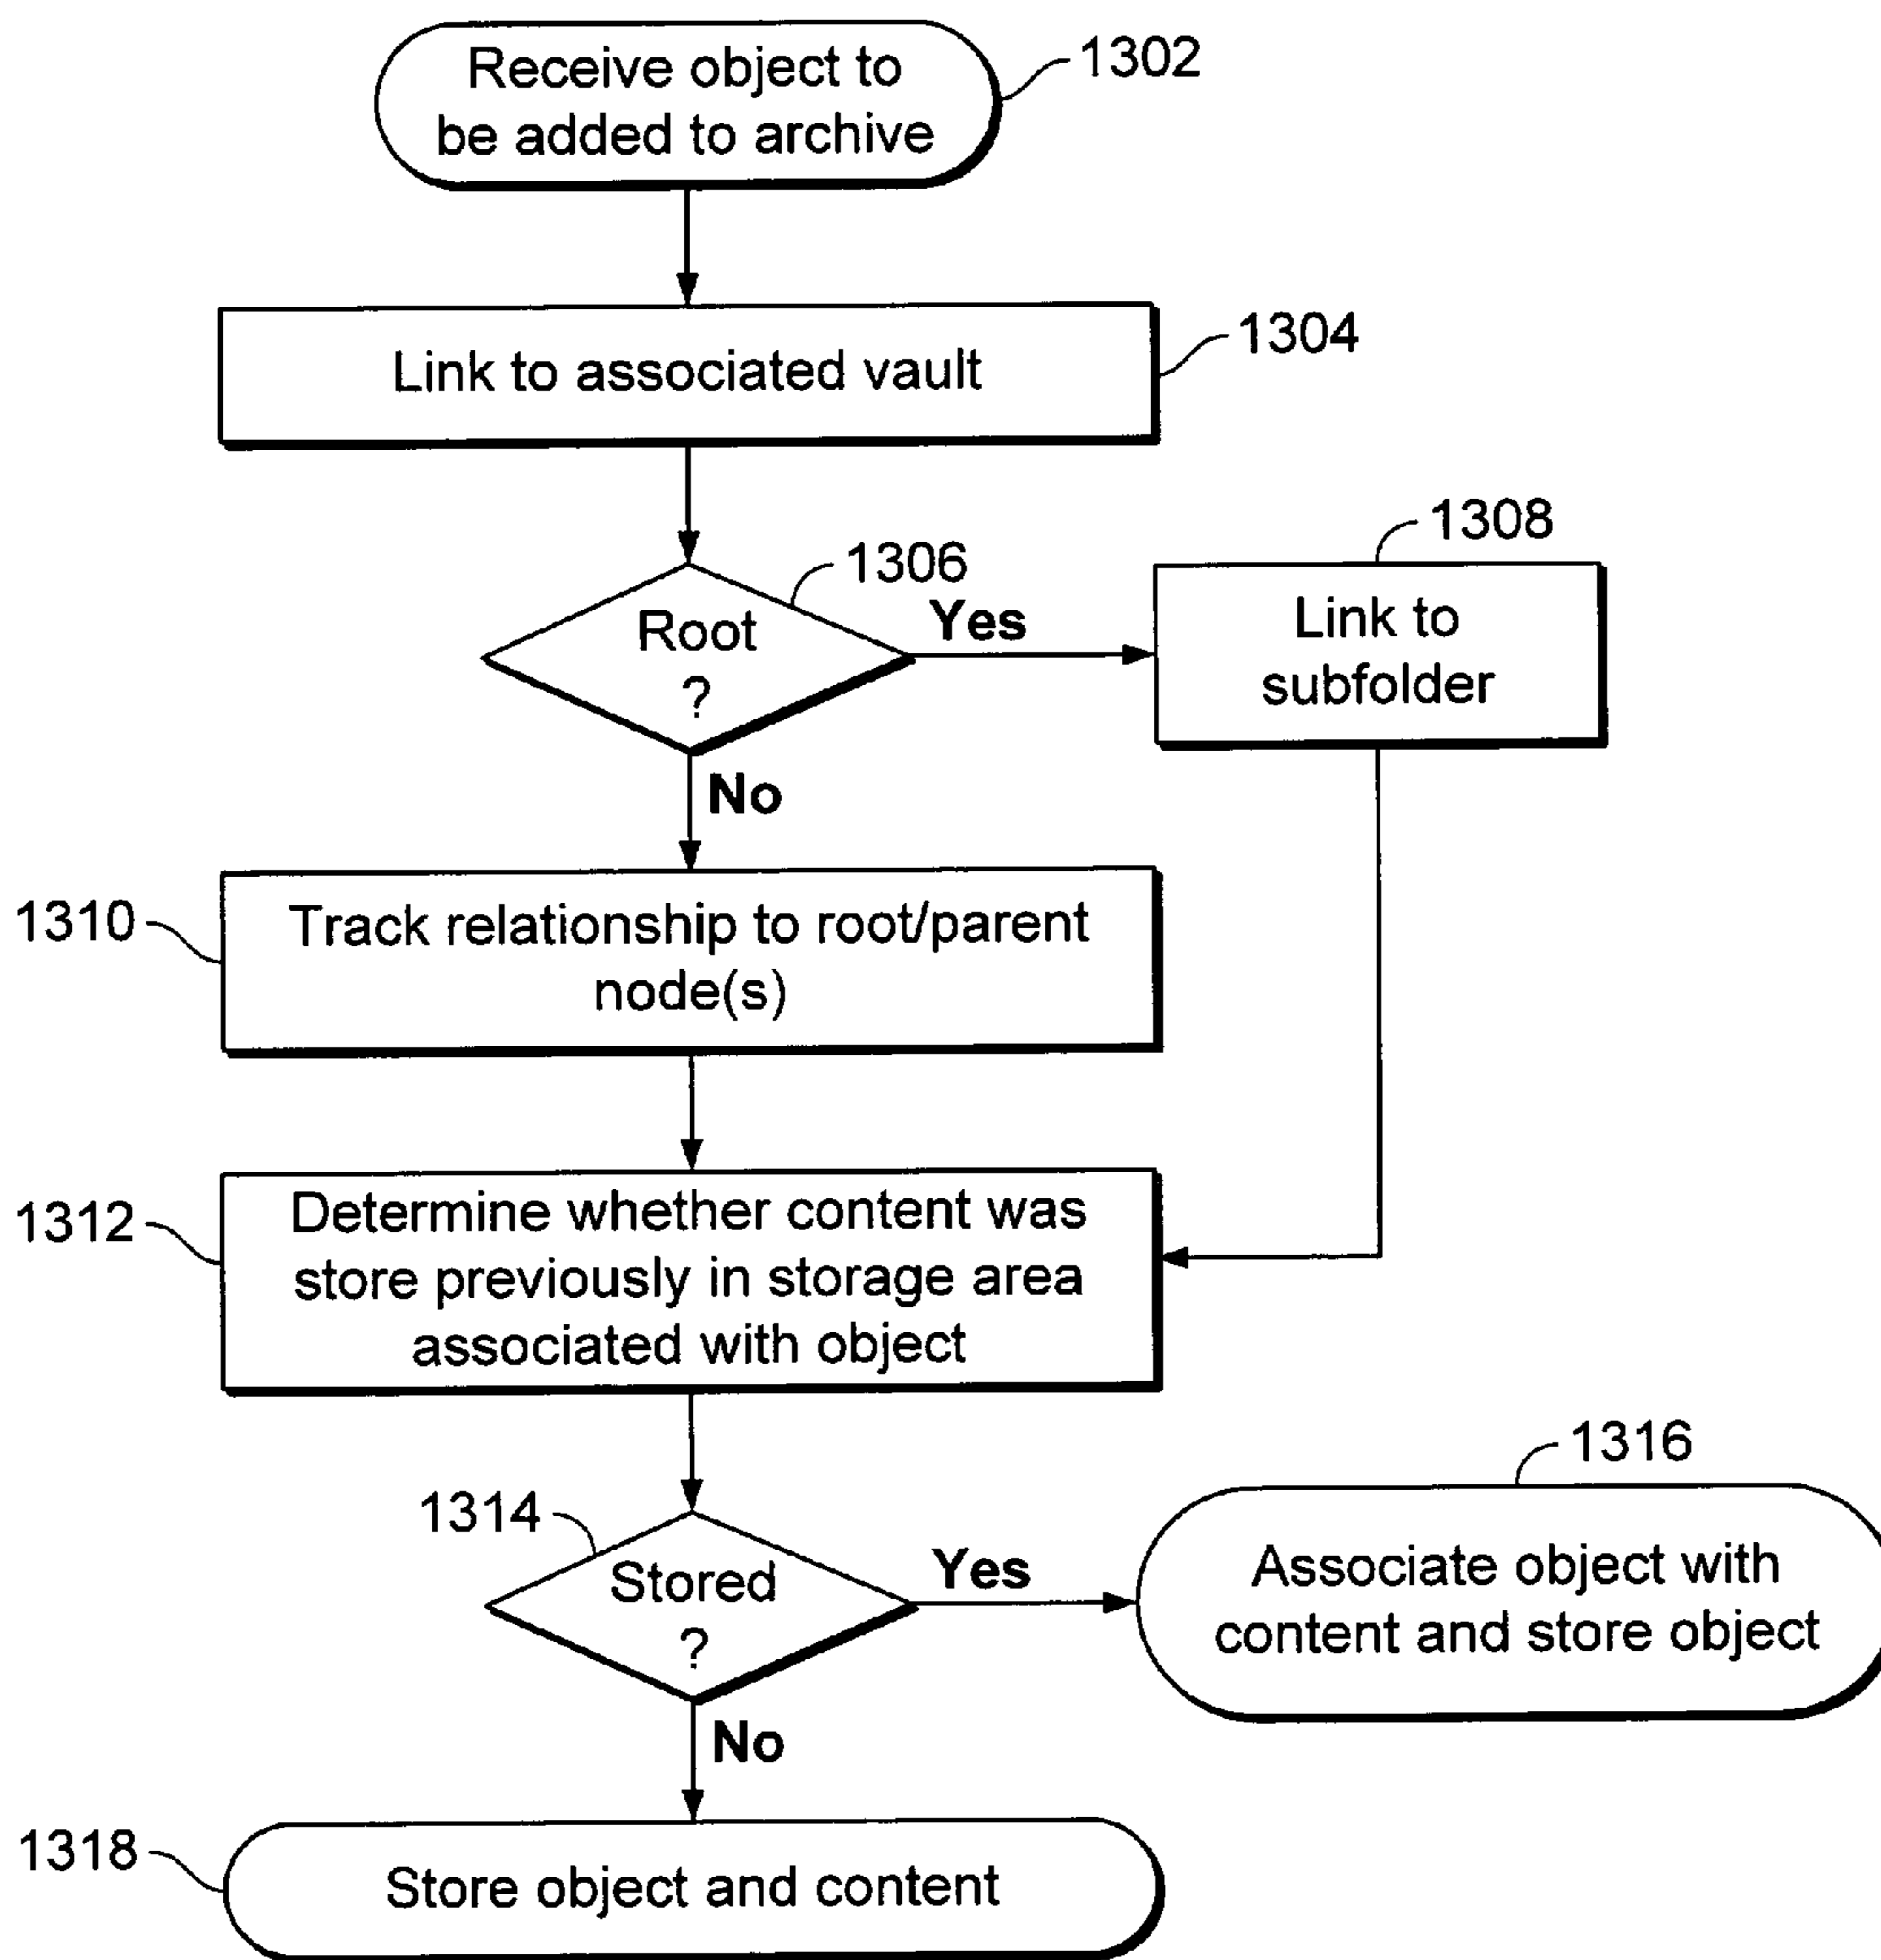 Receive object to
be added to archive
1302
Link to associated vault
1304
Root
?
1306
Yes
Link to
subfolder
1308
No
1310
Track relationship to root/parent
node(s)
1312
Determine whether content was
store previously in storage area
associated with object
1314
Stored
?
Yes
1316
Associate object with
content and store object
No
1318
Store object and content